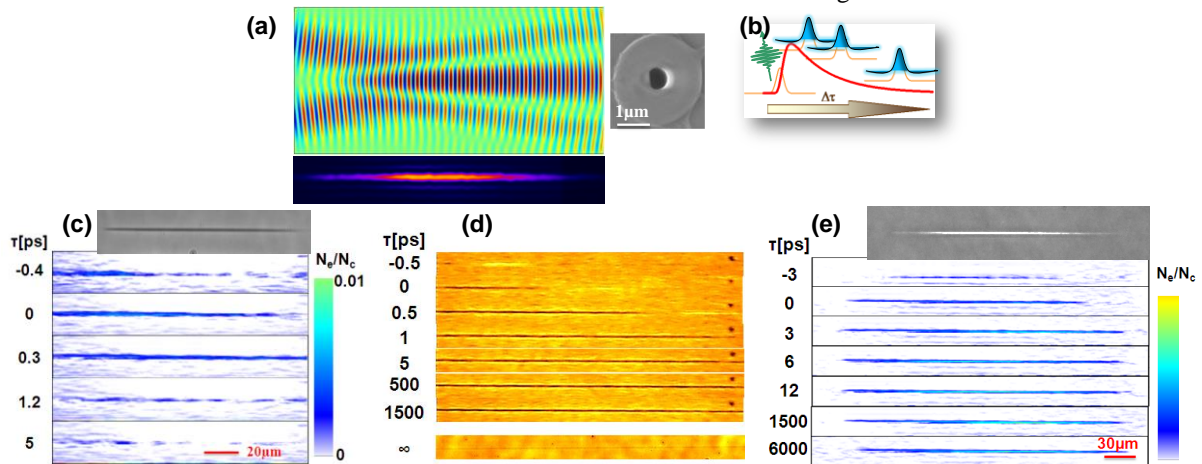 (a)
1µm
(b)
Δτ
(c)
τ[ps]
-0.4
0
0.3
1.2
5
20µm
Ne/Nc
0.01
0
(d)
τ[ps]
-0.5
0
0.5
1
5
500
1500
∞
(e)
τ[ps]
-3
0
3
6
12
1500
6000
30µm
Ne/Nc